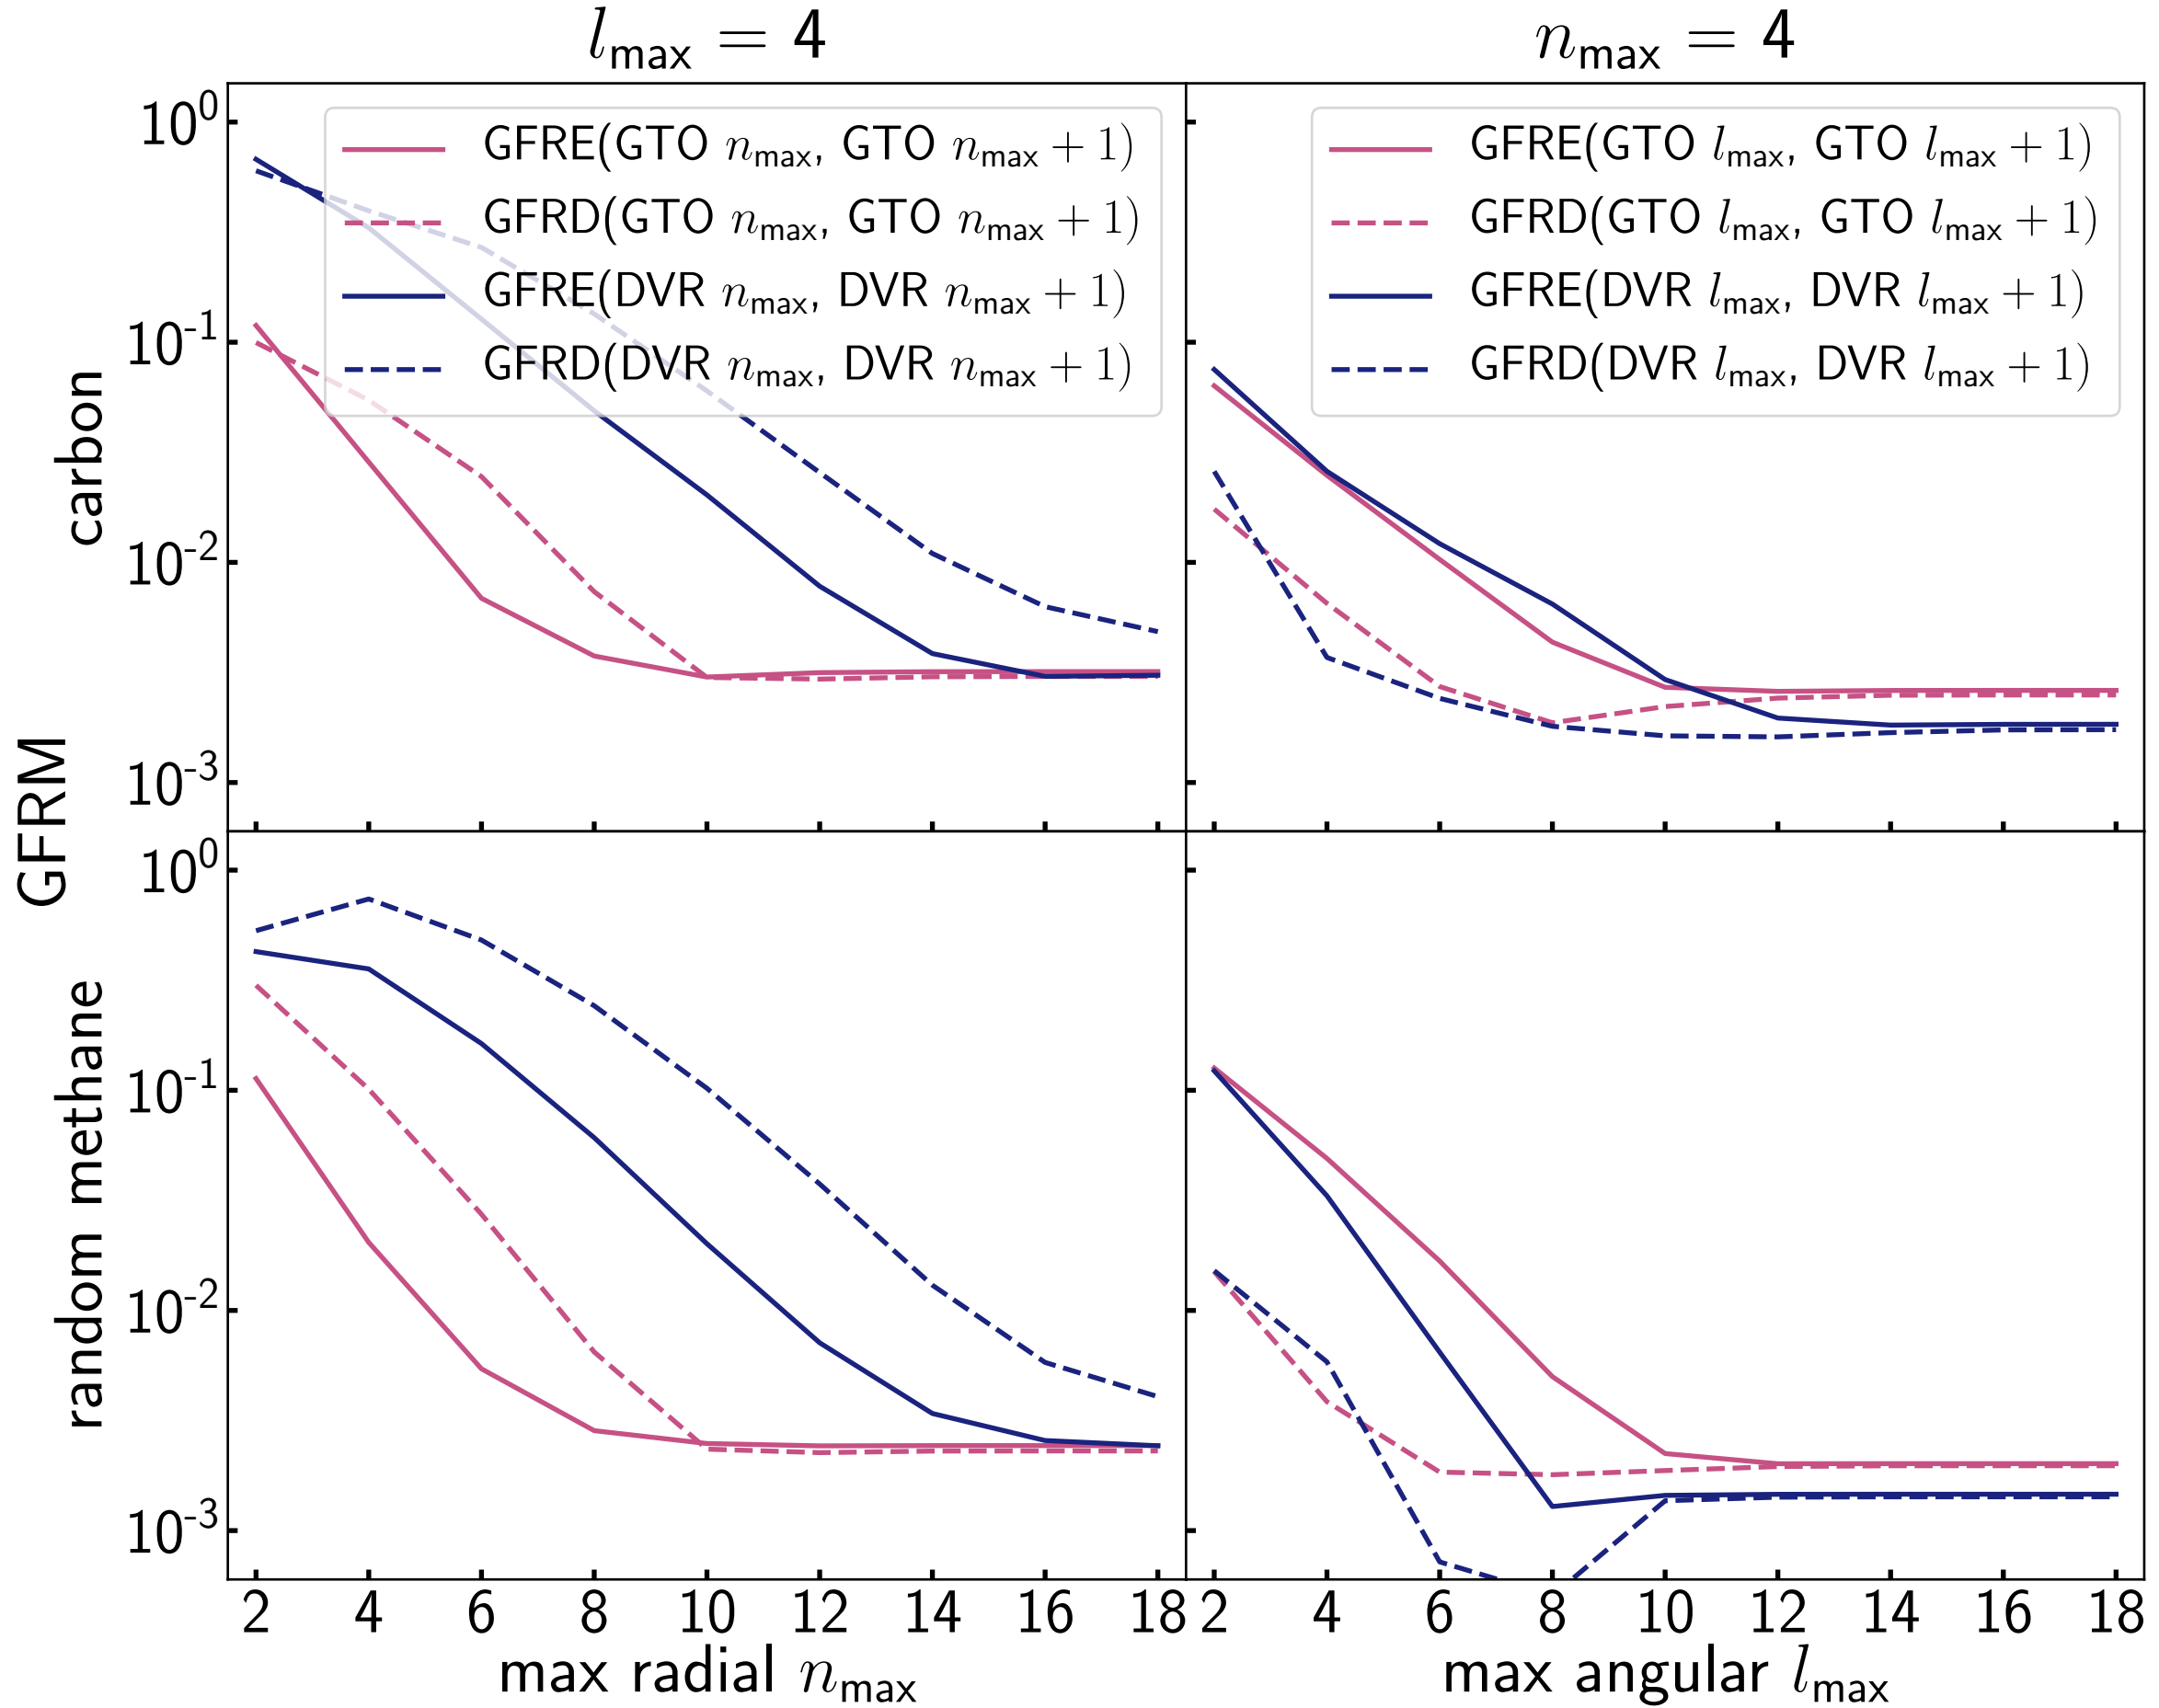 l_max = 4
n_max = 4
GFRM
carbon
10^0
10^-1
10^-2
10^-3
GFRE(GTO n_max, GTO n_max + 1)
GFRD(GTO n_max, GTO n_max + 1)
GFRE(DVR n_max, DVR n_max + 1)
GFRD(DVR n_max, DVR n_max + 1)
GFRE(GTO l_max, GTO l_max + 1)
GFRD(GTO l_max, GTO l_max + 1)
GFRE(DVR l_max, DVR l_max + 1)
GFRD(DVR l_max, DVR l_max + 1)
random methane
10^0
10^-1
10^-2
10^-3
2 4 6 8 10 12 14 16 18
2 4 6 8 10 12 14 16 18
max radial n_max
max angular l_max